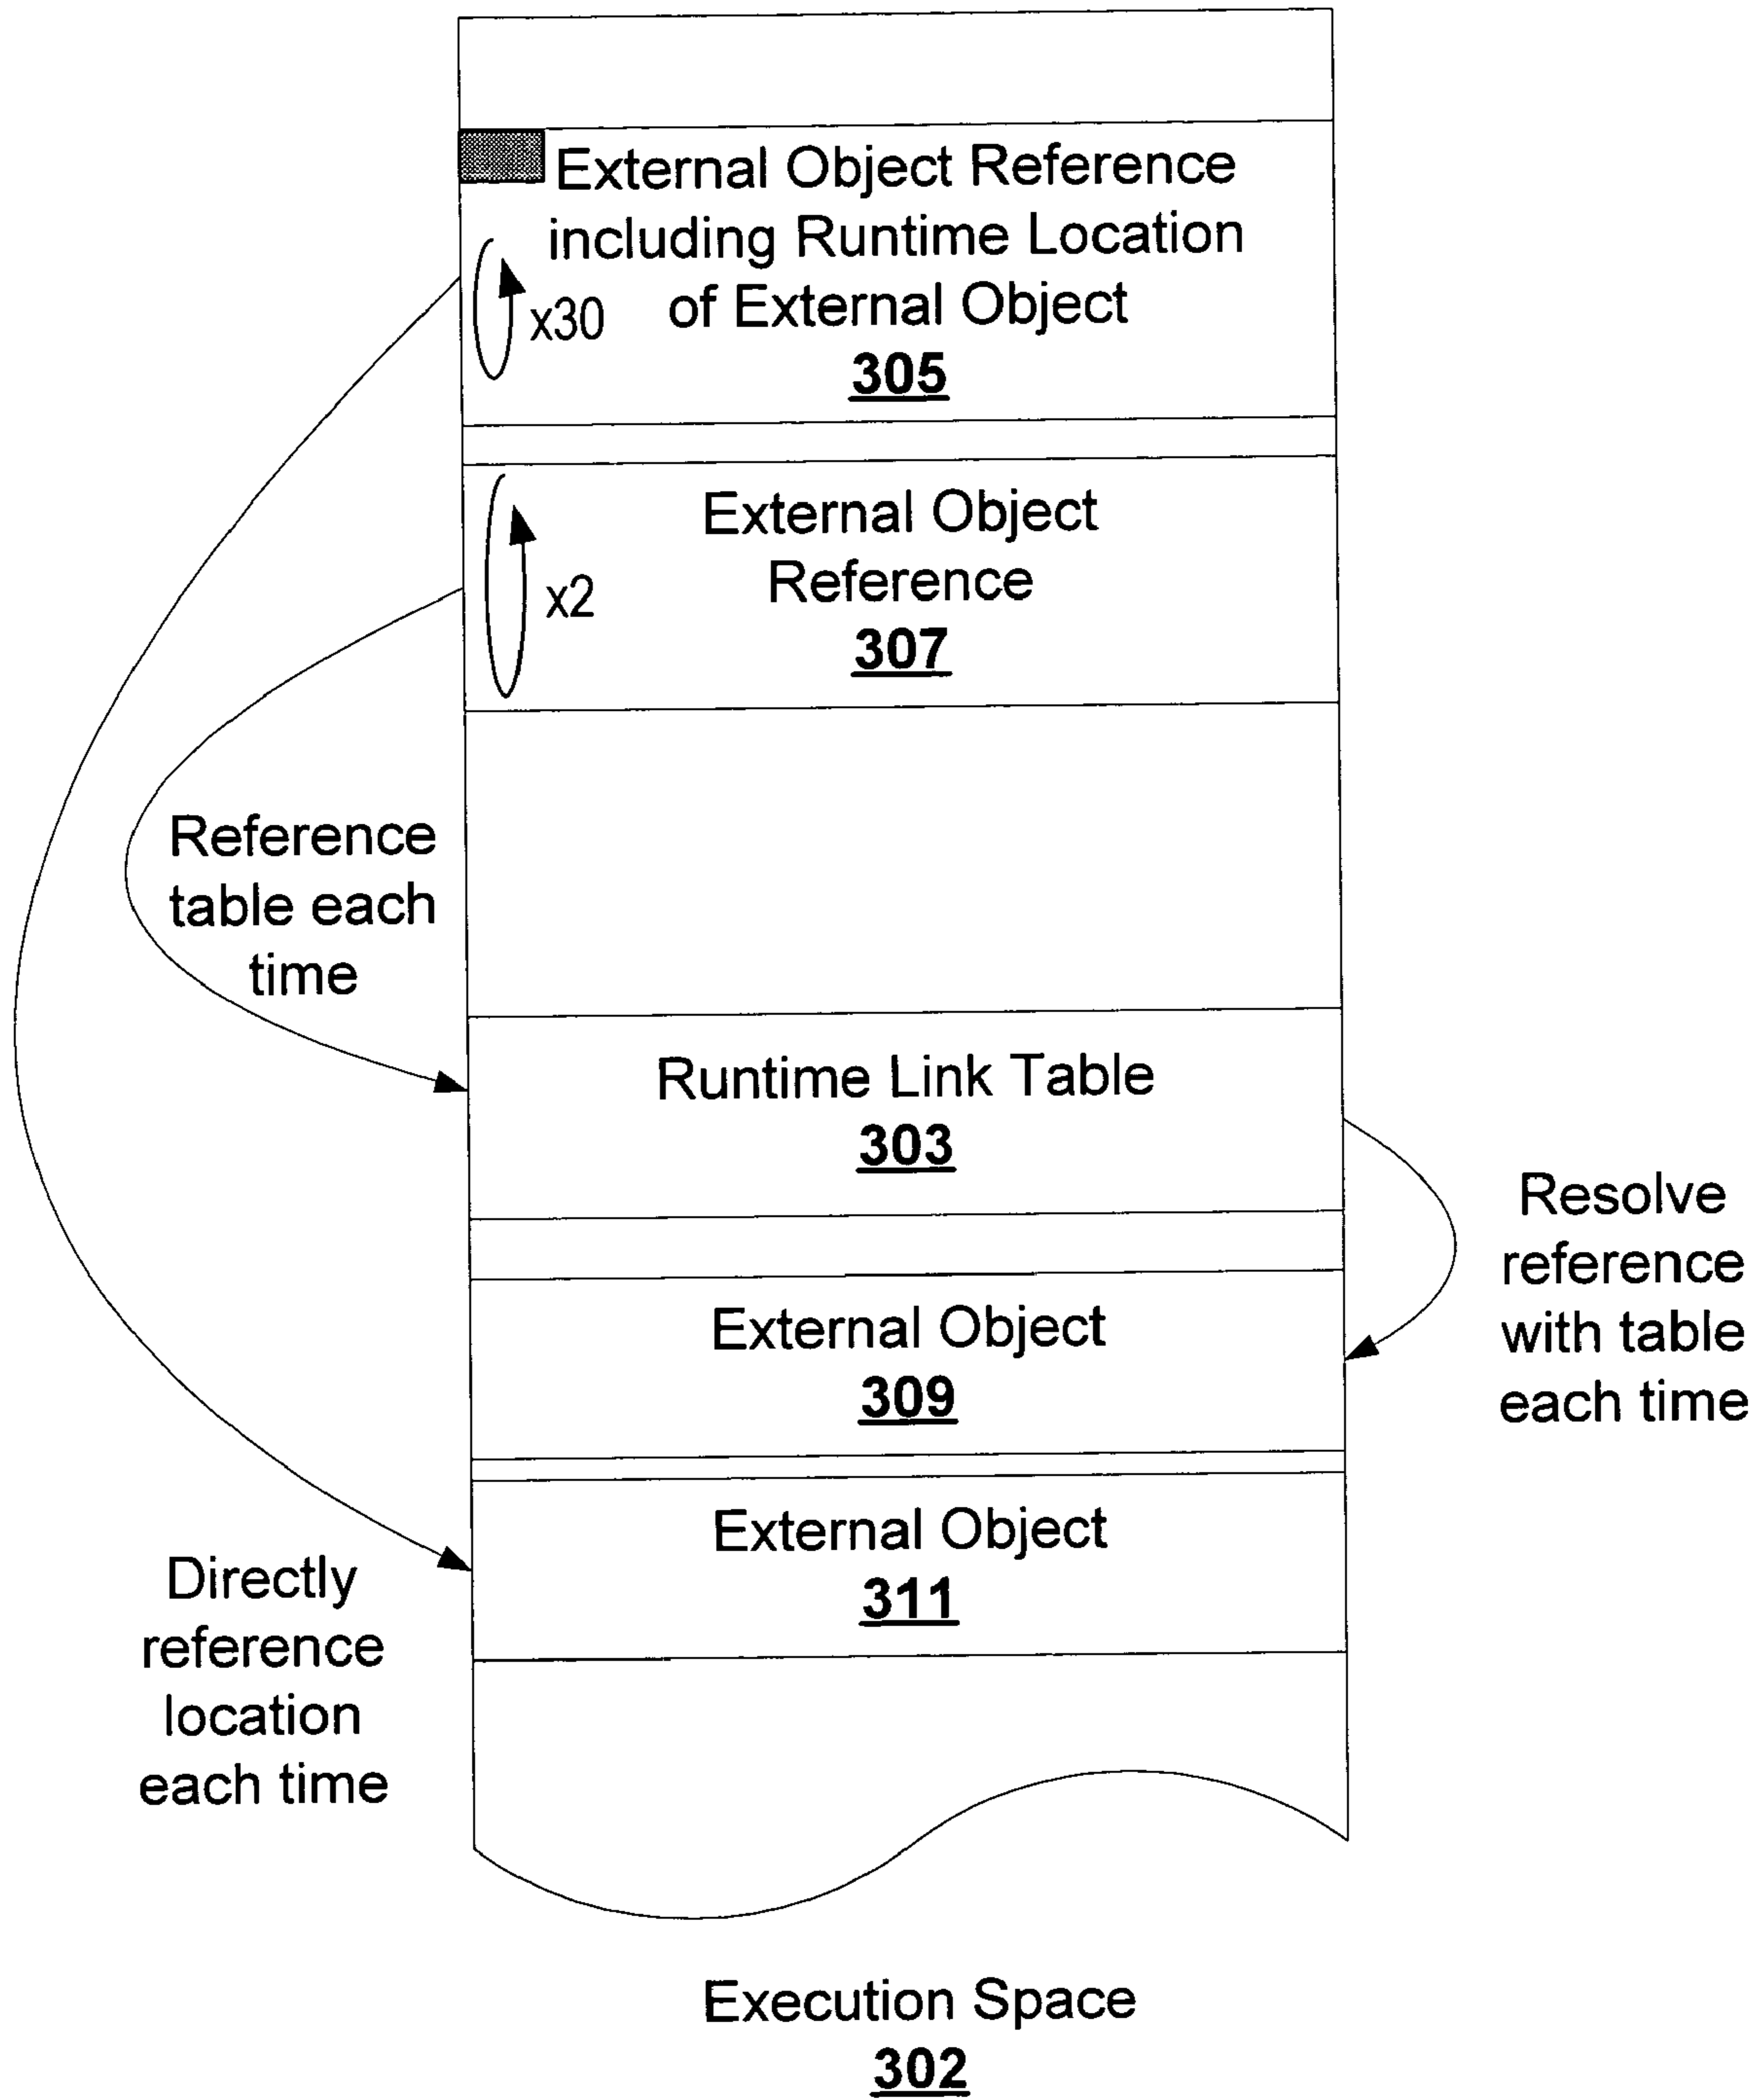 External Object Reference
including Runtime Location
of External Object
x30
305
External Object
Reference
x2
307
Reference
table each
time
Runtime Link Table
303
Resolve
reference
with table
each time
External Object
309
External Object
311
Directly
reference
location
each time
Execution Space
302